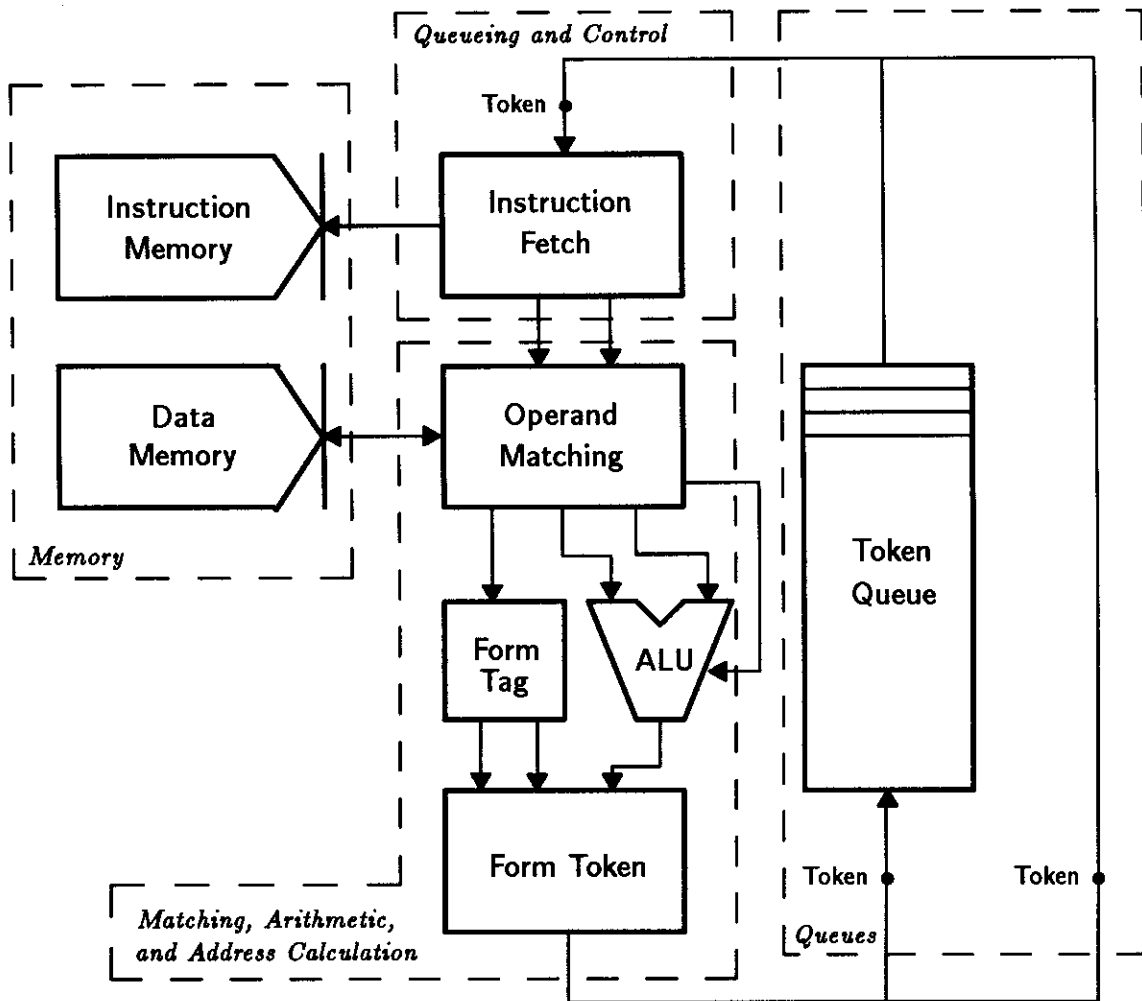 Queueing and Control
Token
Instruction
Memory
Instruction
Fetch
Data
Memory
Operand
Matching
Memory
Token
Queue
Form
Tag
ALU
Form Token
Token
Token
Matching, Arithmetic,
and Address Calculation
Queues